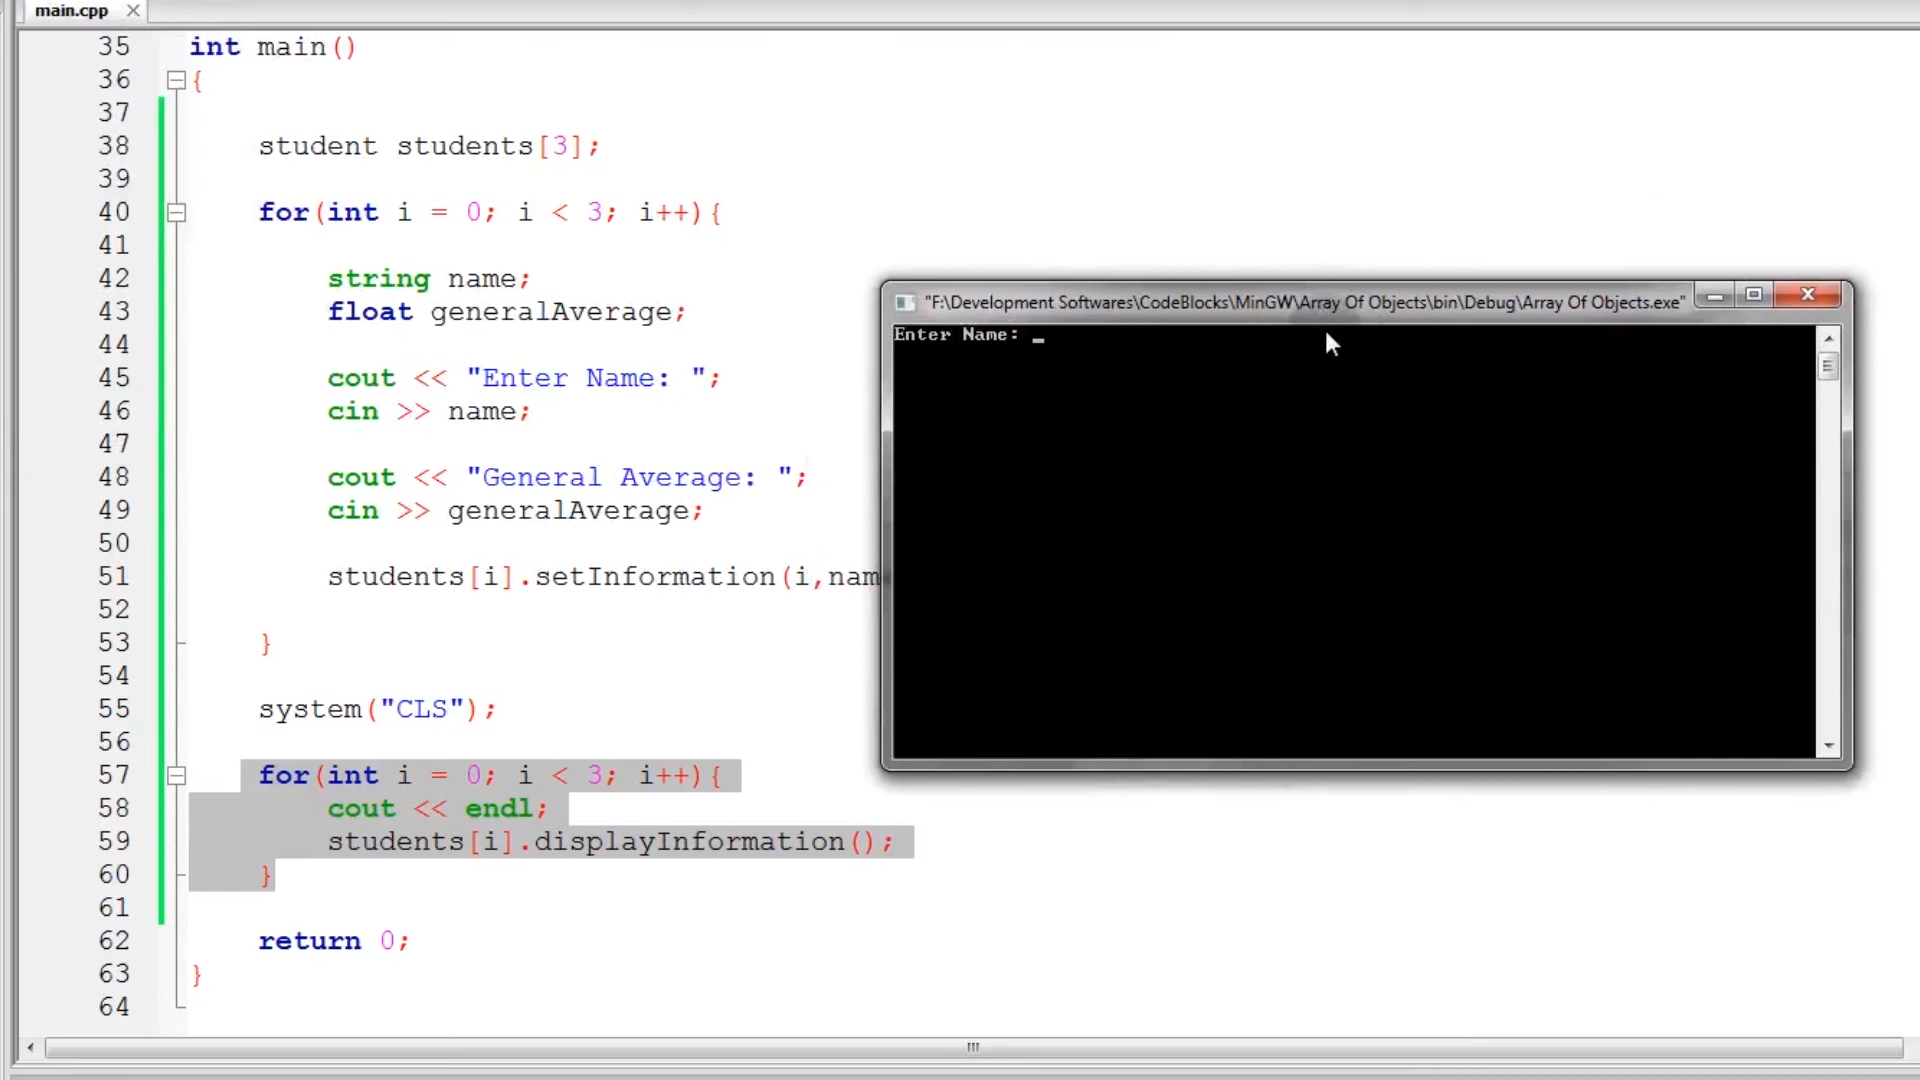 main.cpp
35 int main()
36 {
37
38 student students[3];
39
40 for(int i = 0; i < 3; i++){
41
42 string name;
43 float generalAverage;
44
45 cout << "Enter Name: ";
46 cin >> name;
47
48 cout << "General Average: ";
49 cin >> generalAverage;
50
51 students[i].setInformation(i,nam
52
53 }
54
55 system("CLS");
56
57 for(int i = 0; i < 3; i++){
58 cout << endl;
59 students[i].displayInformation();
60 }
61
62 return 0;
63 }
64
"F:\Development Softwares\CodeBlocks\MinGW\Array Of Objects\bin\Debug\Array Of Objects.exe"
Enter Name: _